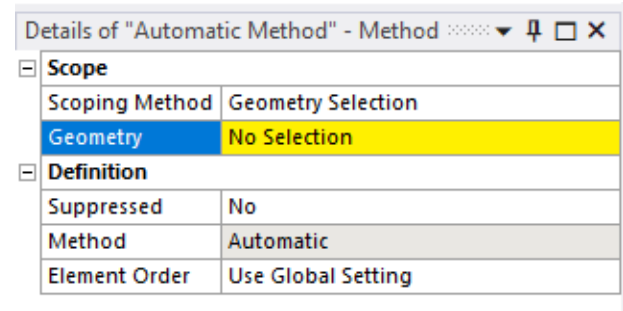 Details of "Automatic Method" - Method
Scope
Scoping Method Geometry Selection
Geometry No Selection
Definition
Suppressed No
Method Automatic
Element Order Use Global Setting